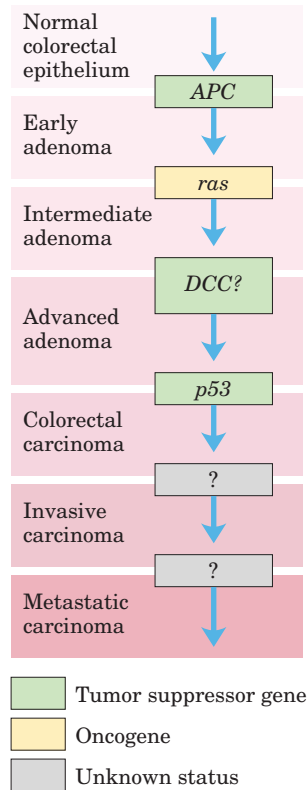 Normal
colorectal
epithelium
APC
Early
adenoma
ras
Intermediate
adenoma
DCC?
Advanced
adenoma
p53
Colorectal
carcinoma
?
Invasive
carcinoma
?
Metastatic
carcinoma
Tumor suppressor gene
Oncogene
Unknown status